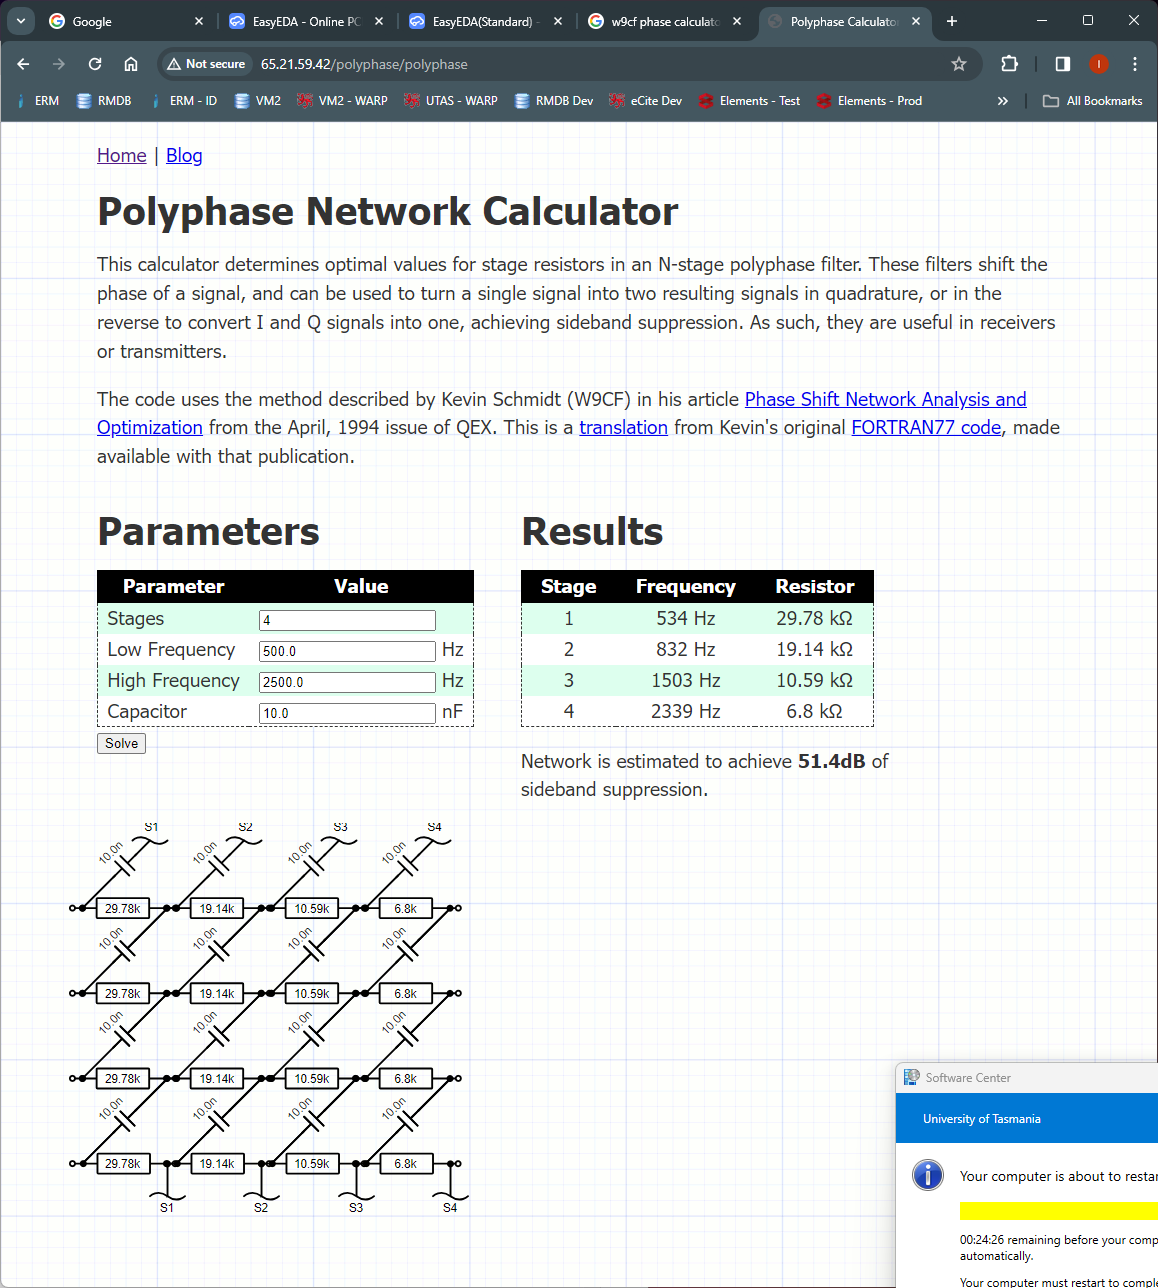 Google
EasyEDA - Online PC
EasyEDA(Standard) -
w9cf phase calculato
Polyphase Calculato
Not secure
65.21.59.42/polyphase/polyphase
I
ERM
RMDB
ERM - ID
VM2
VM2 - WARP
UTAS - WARP
RMDB Dev
eCite Dev
Elements - Test
Elements - Prod
»
All Bookmarks
Home | Blog
Polyphase Network Calculator
This calculator determines optimal values for stage resistors in an N-stage polyphase filter. These filters shift the
phase of a signal, and can be used to turn a single signal into two resulting signals in quadrature, or in the
reverse to convert I and Q signals into one, achieving sideband suppression. As such, they are useful in receivers
or transmitters.
The code uses the method described by Kevin Schmidt (W9CF) in his article Phase Shift Network Analysis and
Optimization from the April, 1994 issue of QEX. This is a translation from Kevin's original FORTRAN77 code, made
available with that publication.
Parameters
Parameter Value
Stages 4
Low Frequency 500.0 Hz
High Frequency 2500.0 Hz
Capacitor 10.0 nF
Solve
Results
Stage Frequency Resistor
1 534 Hz 29.78 kΩ
2 832 Hz 19.14 kΩ
3 1503 Hz 10.59 kΩ
4 2339 Hz 6.8 kΩ
Network is estimated to achieve 51.4dB of
sideband suppression.
S1 S2 S3 S4
10.0n 10.0n 10.0n 10.0n
29.78k 19.14k 10.59k 6.8k
10.0n 10.0n 10.0n 10.0n
29.78k 19.14k 10.59k 6.8k
10.0n 10.0n 10.0n 10.0n
29.78k 19.14k 10.59k 6.8k
10.0n 10.0n 10.0n 10.0n
29.78k 19.14k 10.59k 6.8k
S1 S2 S3 S4
Software Center
University of Tasmania
Your computer is about to restar
00:24:26 remaining before your comp
automatically.
Your computer must restart to comple